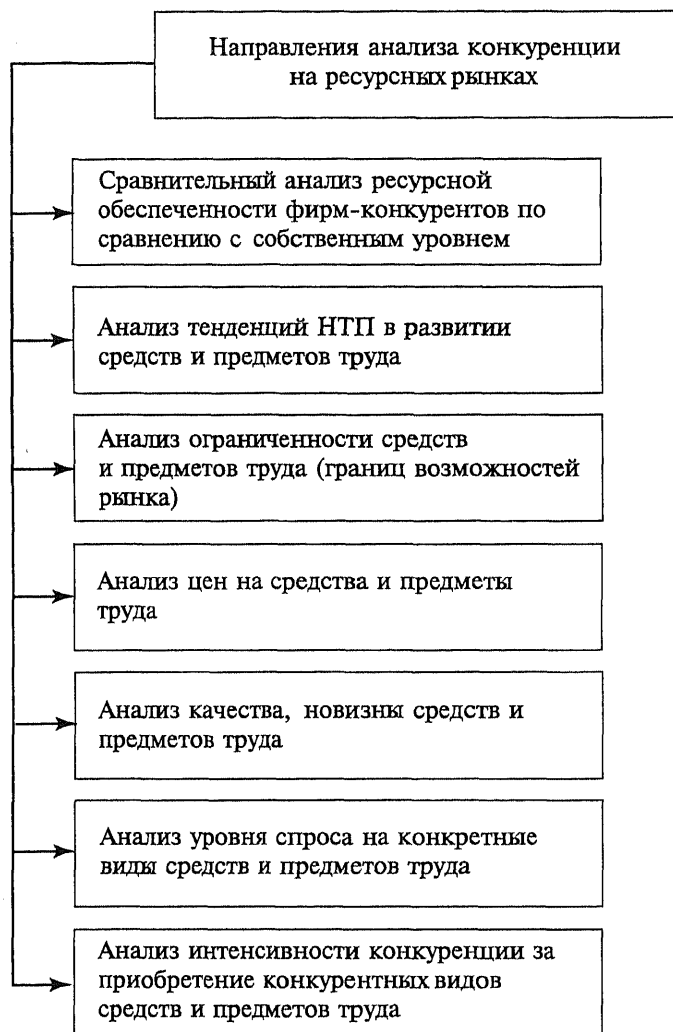 Направления анализа конкуренции
на ресурсных рынках
Сравнительный анализ ресурсной
обеспеченности фирм-конкурентов по
сравнению с собственным уровнем
Анализ тенденций НТП в развитии
средств и предметов труда
Анализ ограниченности средств
и предметов труда (границ возможностей
рынка)
Анализ цен на средства и предметы
труда
Анализ качества, новизны средств и
предметов труда
Анализ уровня спроса на конкретные
виды средств и предметов труда
Анализ интенсивности конкуренции за
приобретение конкурентных видов
средств и предметов труда